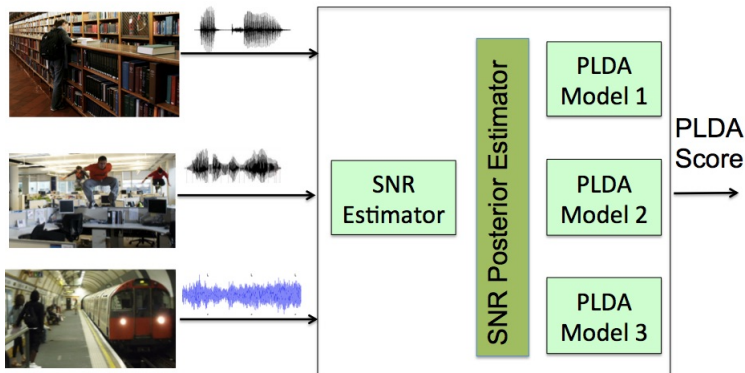 SNR
Estimator
SNR Posterior Estimator
PLDA
Model 1
PLDA
Model 2
PLDA
Model 3
PLDA
Score